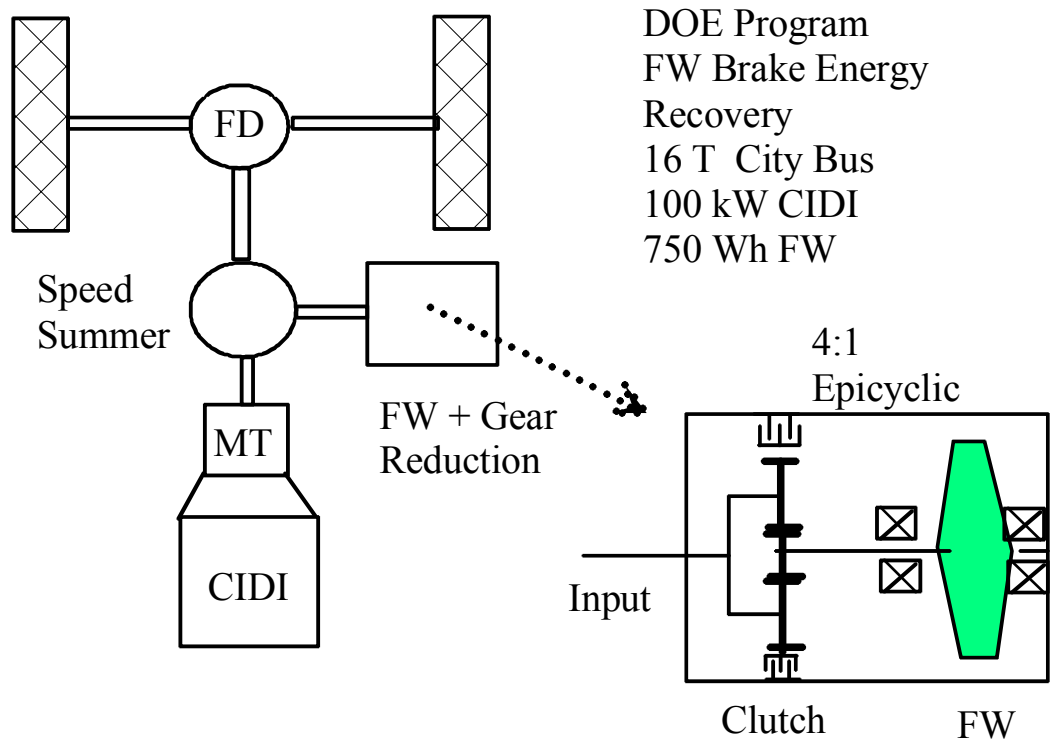 DOE Program
FW Brake Energy
Recovery
16 T City Bus
100 kW CIDI
750 Wh FW
FD
Speed
Summer
MT
CIDI
FW + Gear
Reduction
4:1
Epicyclic
Input
Clutch
FW